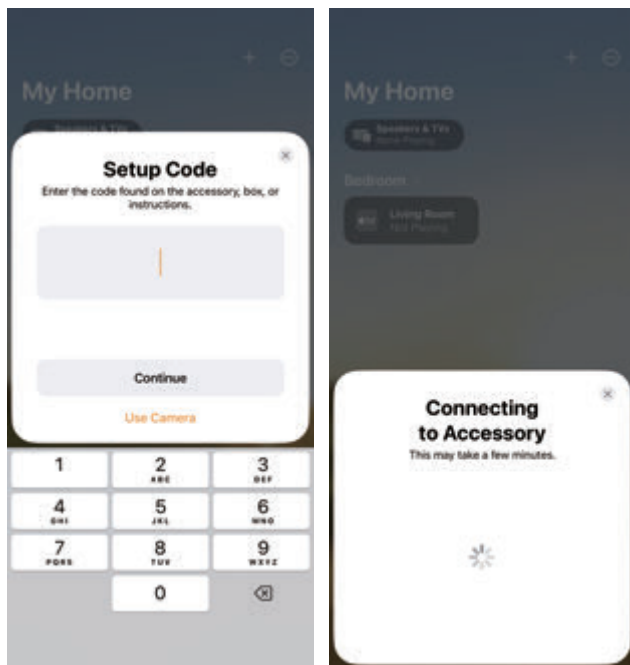 My Home
Setup Code
Enter the code found on the accessory, box, or
instructions.
Continue
Use Camera
1
2
ABC
3
DEF
4
GHI
5
JKL
6
MNO
7
PQRS
8
TUV
9
WXYZ
0
My Home
Speakers & TVs
None Playing
Bedroom
Living Room
Not Playing
Connecting
to Accessory
This may take a few minutes.